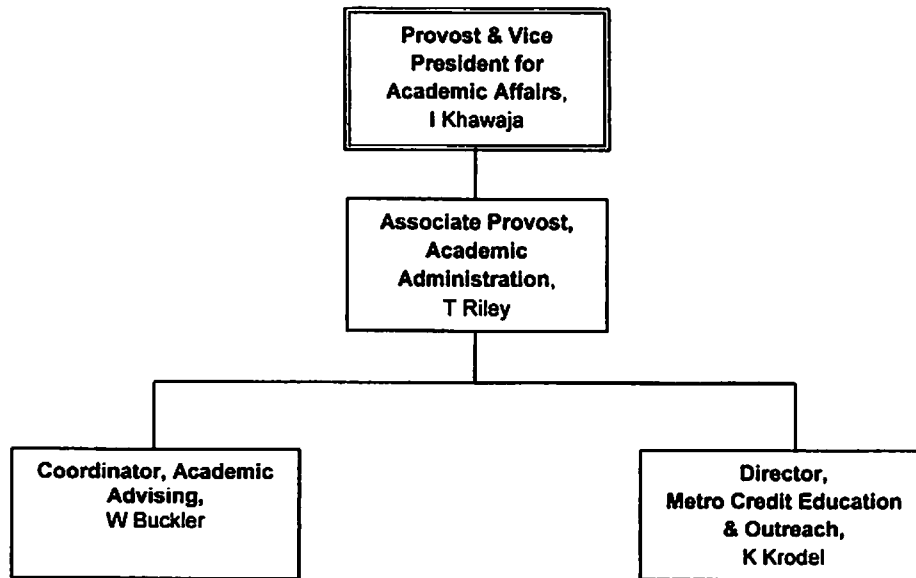 Provost & Vice
President for
Academic Affairs,
I Khawaja
Associate Provost,
Academic
Administration,
T Riley
Coordinator, Academic
Advising,
W Buckler
Director,
Metro Credit Education
& Outreach,
K Krodel